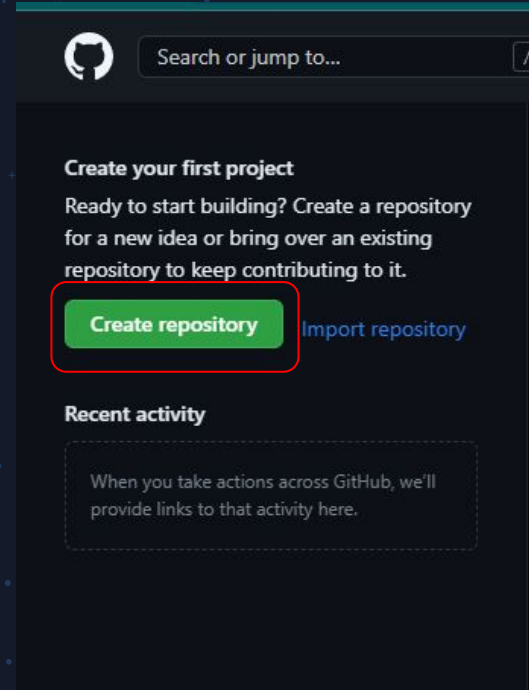 Search or jump to...
/
Create your first project
Ready to start building? Create a repository
for a new idea or bring over an existing
repository to keep contributing to it.
Create repository
Import repository
Recent activity
When you take actions across GitHub, we'll
provide links to that activity here.